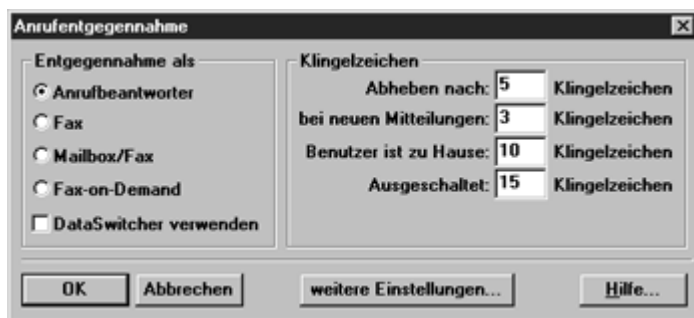 Anrufentgegennahme
Entgegennahme als
Anrufbeantworter
Fax
Mailbox/Fax
Fax-on-Demand
DataSwitcher verwenden
Klingelzeichen
Abheben nach: 5 Klingelzeichen
bei neuen Mitteilungen: 3 Klingelzeichen
Benutzer ist zu Hause: 10 Klingelzeichen
Ausgeschaltet: 15 Klingelzeichen
OK Abbrechen weitere Einstellungen... Hilfe...